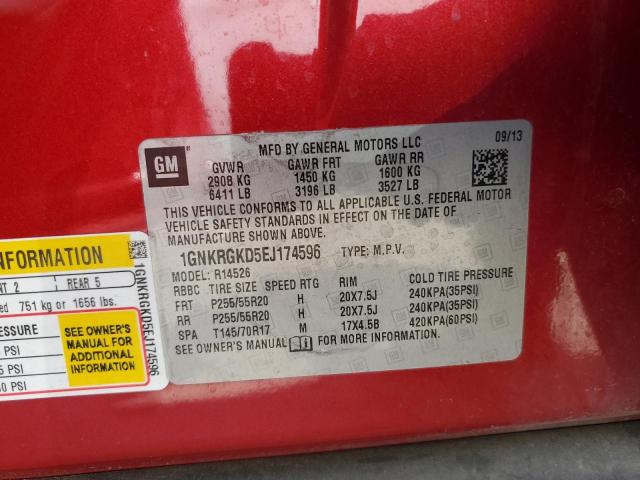 GM
MFD BY GENERAL MOTORS LLC 09/13
GVWR GAWR FRT GAWR RR
2908 KG 1450 KG 1600 KG
6411 LB 3196 LB 3527 LB
THIS VEHICLE CONFORMS TO ALL APPLICABLE U.S. FEDERAL MOTOR
VEHICLE SAFETY STANDARDS IN EFFECT ON THE DATE OF
MANUFACTURE SHOWN ABOVE.
1GNKRGKD5EJ174596 TYPE: M.P.V.
MODEL: R14526
RBBC TIRE SIZE SPEED RTG RIM COLD TIRE PRESSURE
FRT P255/55R20 H 20X7.5J 240KPA(35PSI)
RR P255/55R20 H 20X7.5J 240KPA(35PSI)
SPA T145/70R17 M 17X4.5B 420KPA(60PSI)
SEE OWNER'S MANUAL
INFORMATION
2 REAR 5
751 kg or 1656 lbs.
PRESSURE
PSI
PSI
PSI
SEE OWNER'S
MANUAL FOR
ADDITIONAL
INFORMATION
1GNKRGKD5EJ174596